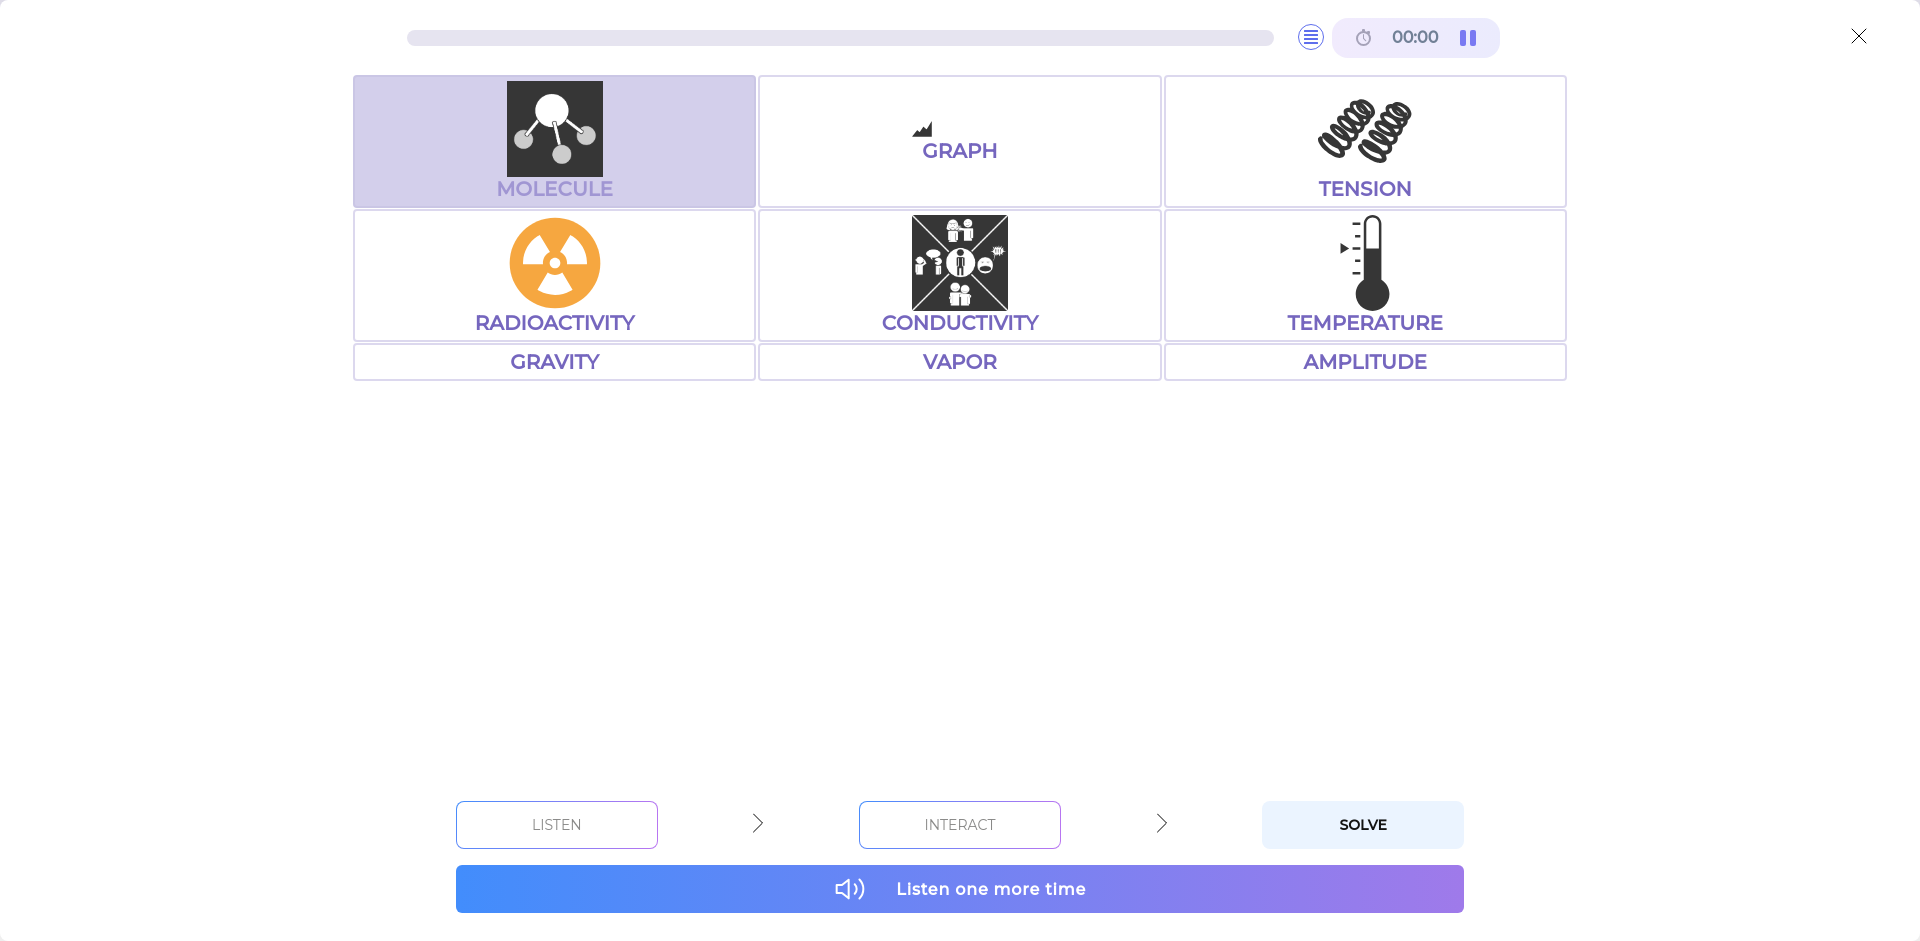 00:00
MOLECULE
GRAPH
TENSION
RADIOACTIVITY
CONDUCTIVITY
TEMPERATURE
GRAVITY
VAPOR
AMPLITUDE
LISTEN
INTERACT
SOLVE
Listen one more time